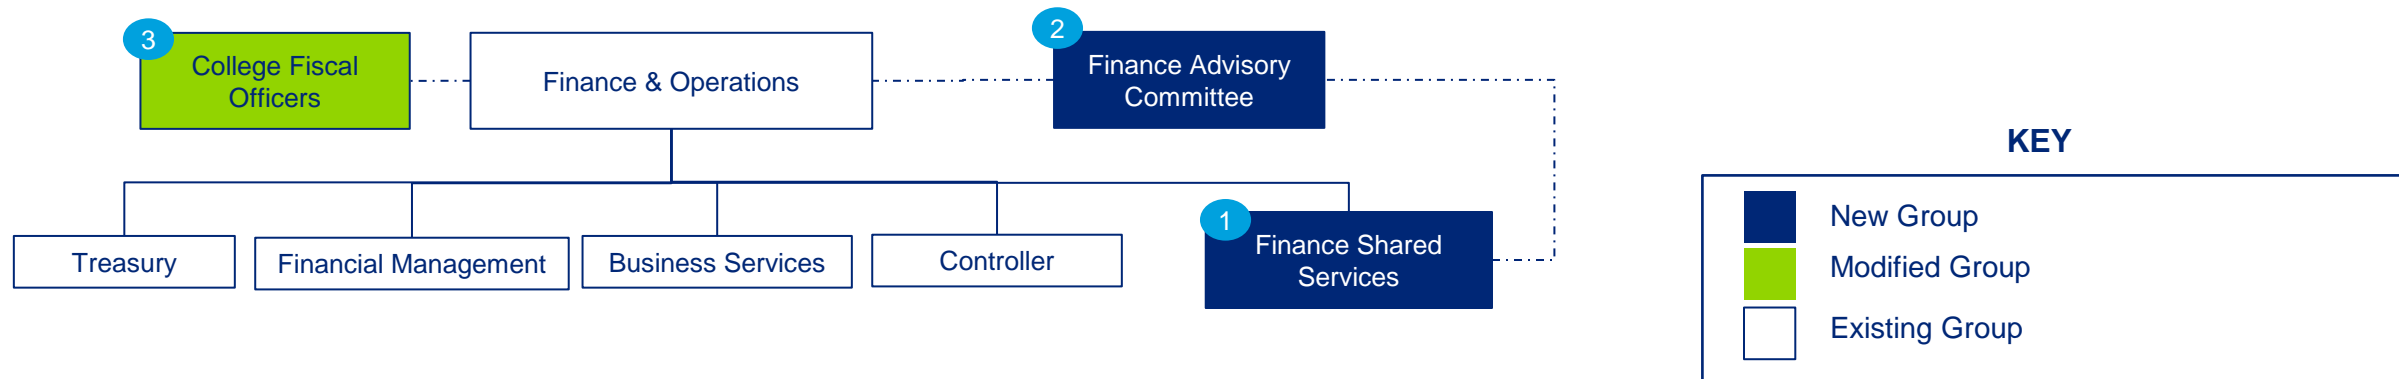 3
College Fiscal
Officers
Finance & Operations
2
Finance Advisory
Committee
Treasury
Financial Management
Business Services
Controller
1
Finance Shared
Services
KEY
New Group
Modified Group
Existing Group